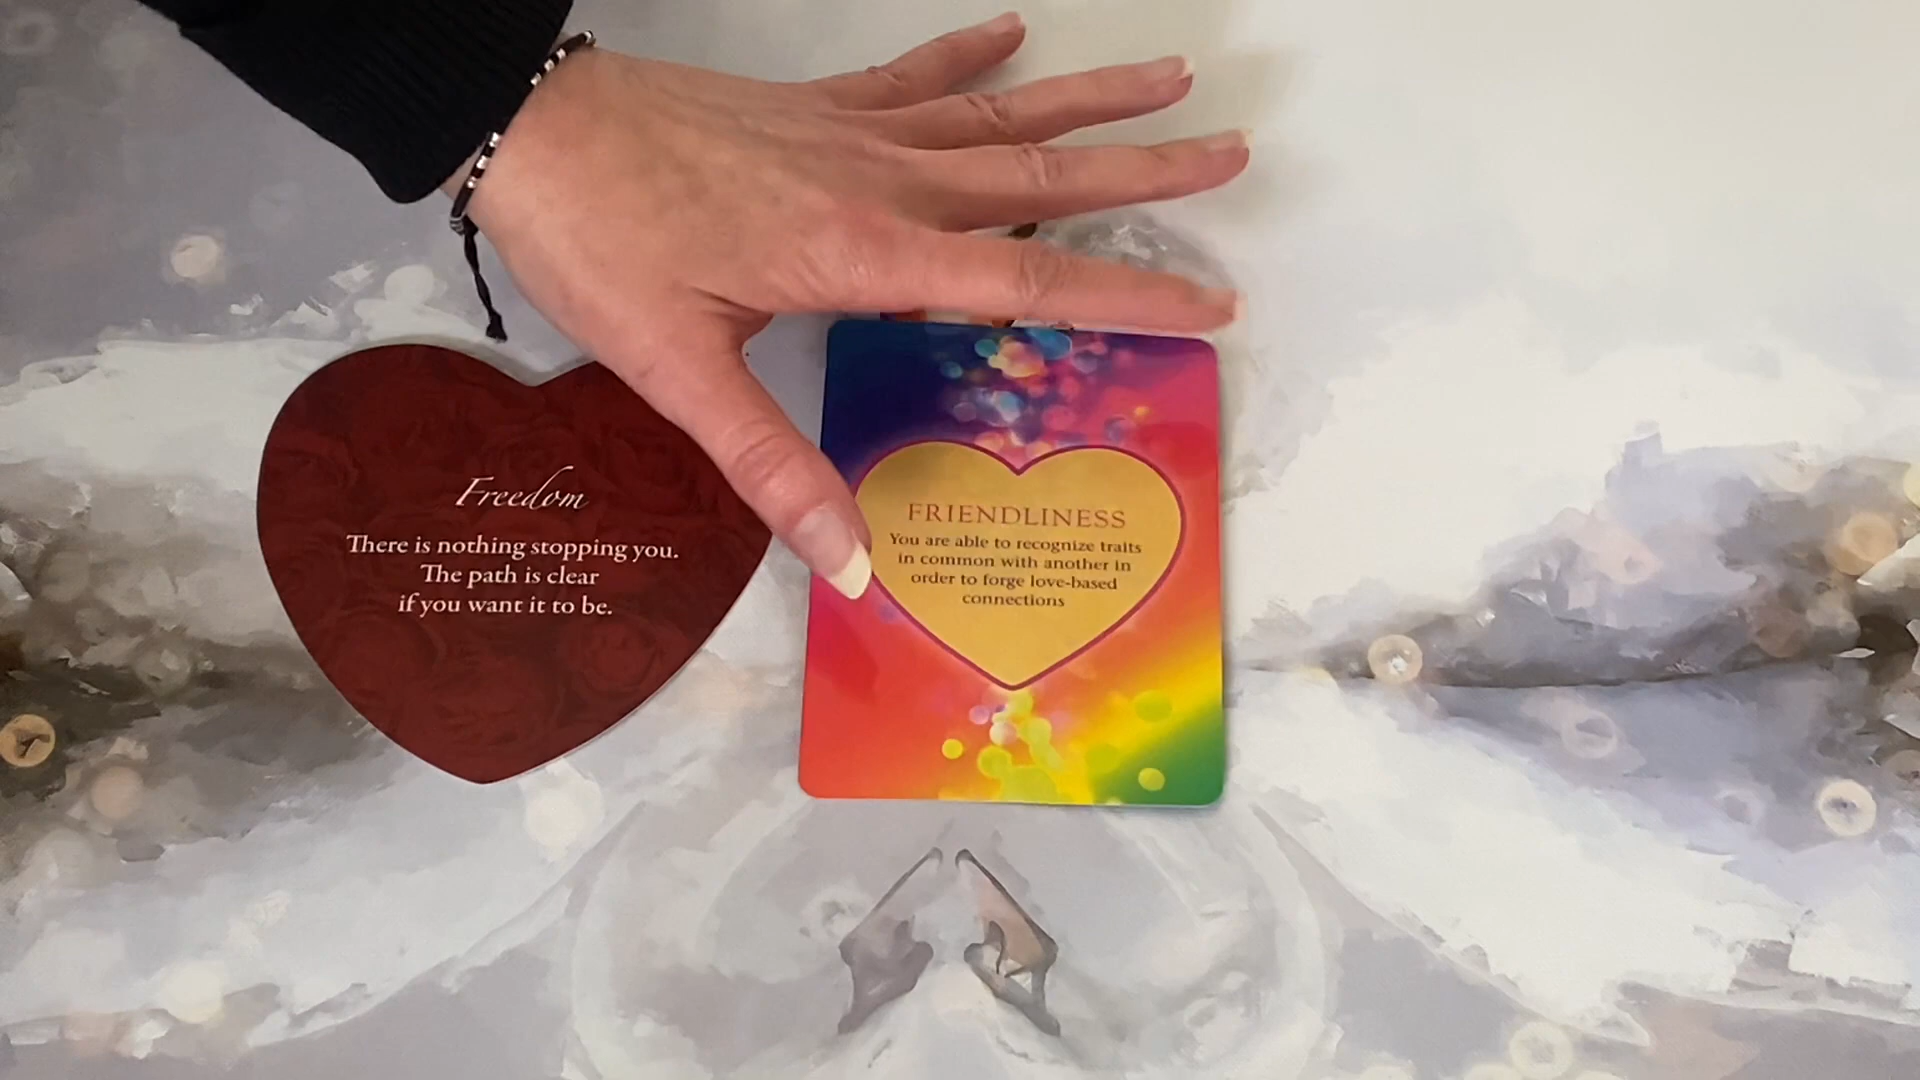 Freedom
There is nothing stopping you.
The path is clear
if you want it to be.
FRIENDLINESS
You are able to recognize traits
in common with another in
order to forge love-based
connections